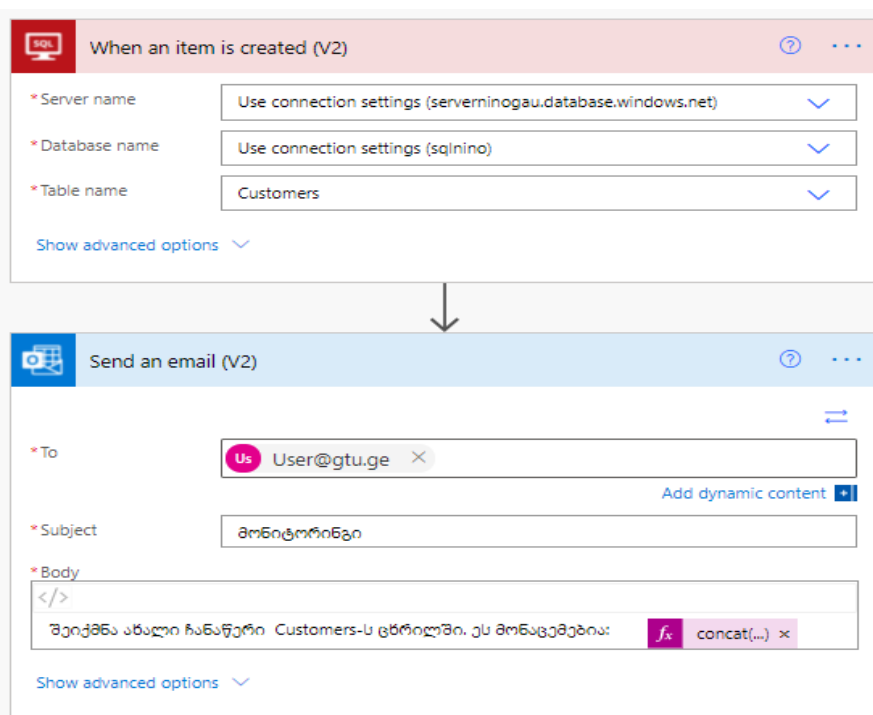 SQL
When an item is created (V2)
?
...
*Server name
Use connection settings (serverninogau.database.windows.net)
*Database name
Use connection settings (sqlnino)
*Table name
Customers
Show advanced options
Send an email (V2)
?
...
*To
Us User@gtu.ge ×
Add dynamic content
*Subject
მონიტორინგი
*Body
</>
შეიქმნა ახალი ჩანაწერი Customers-ს ცხრილში. ეს მონაცემებია: fx concat(...) ×
Show advanced options